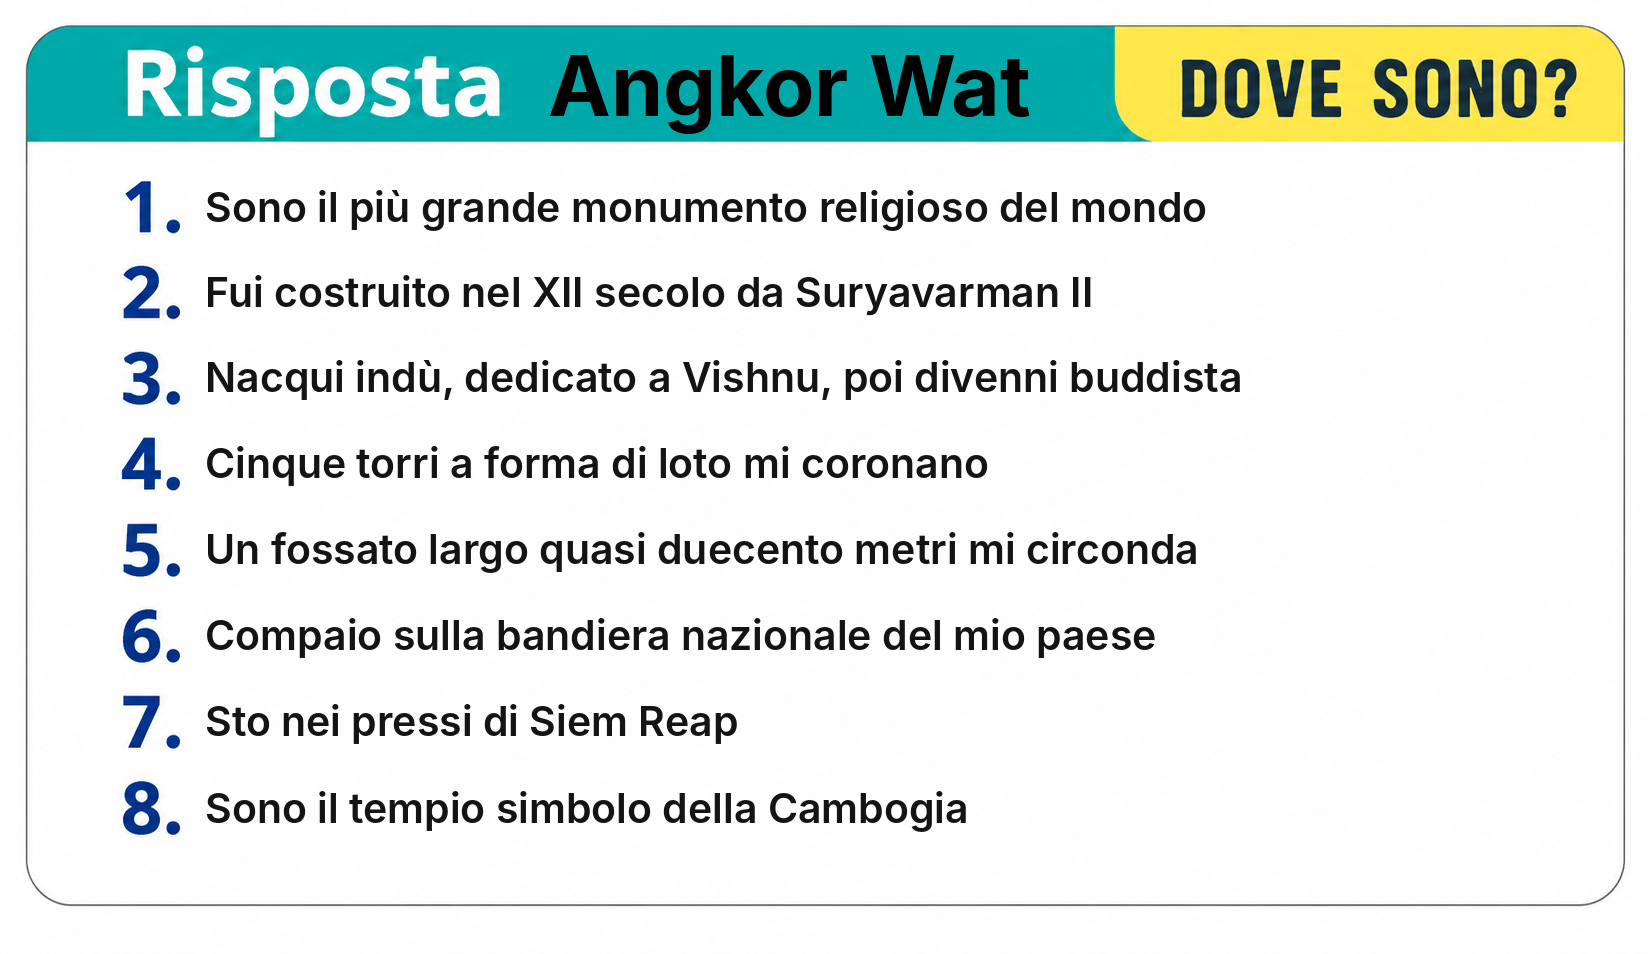 Risposta Angkor Wat DOVE SONO?
1. Sono il più grande monumento religioso del mondo
2. Fui costruito nel XII secolo da Suryavarman II
3. Nacqui indù, dedicato a Vishnu, poi divenni buddista
4. Cinque torri a forma di loto mi coronano
5. Un fossato largo quasi duecento metri mi circonda
6. Compaio sulla bandiera nazionale del mio paese
7. Sto nei pressi di Siem Reap
8. Sono il tempio simbolo della Cambogia